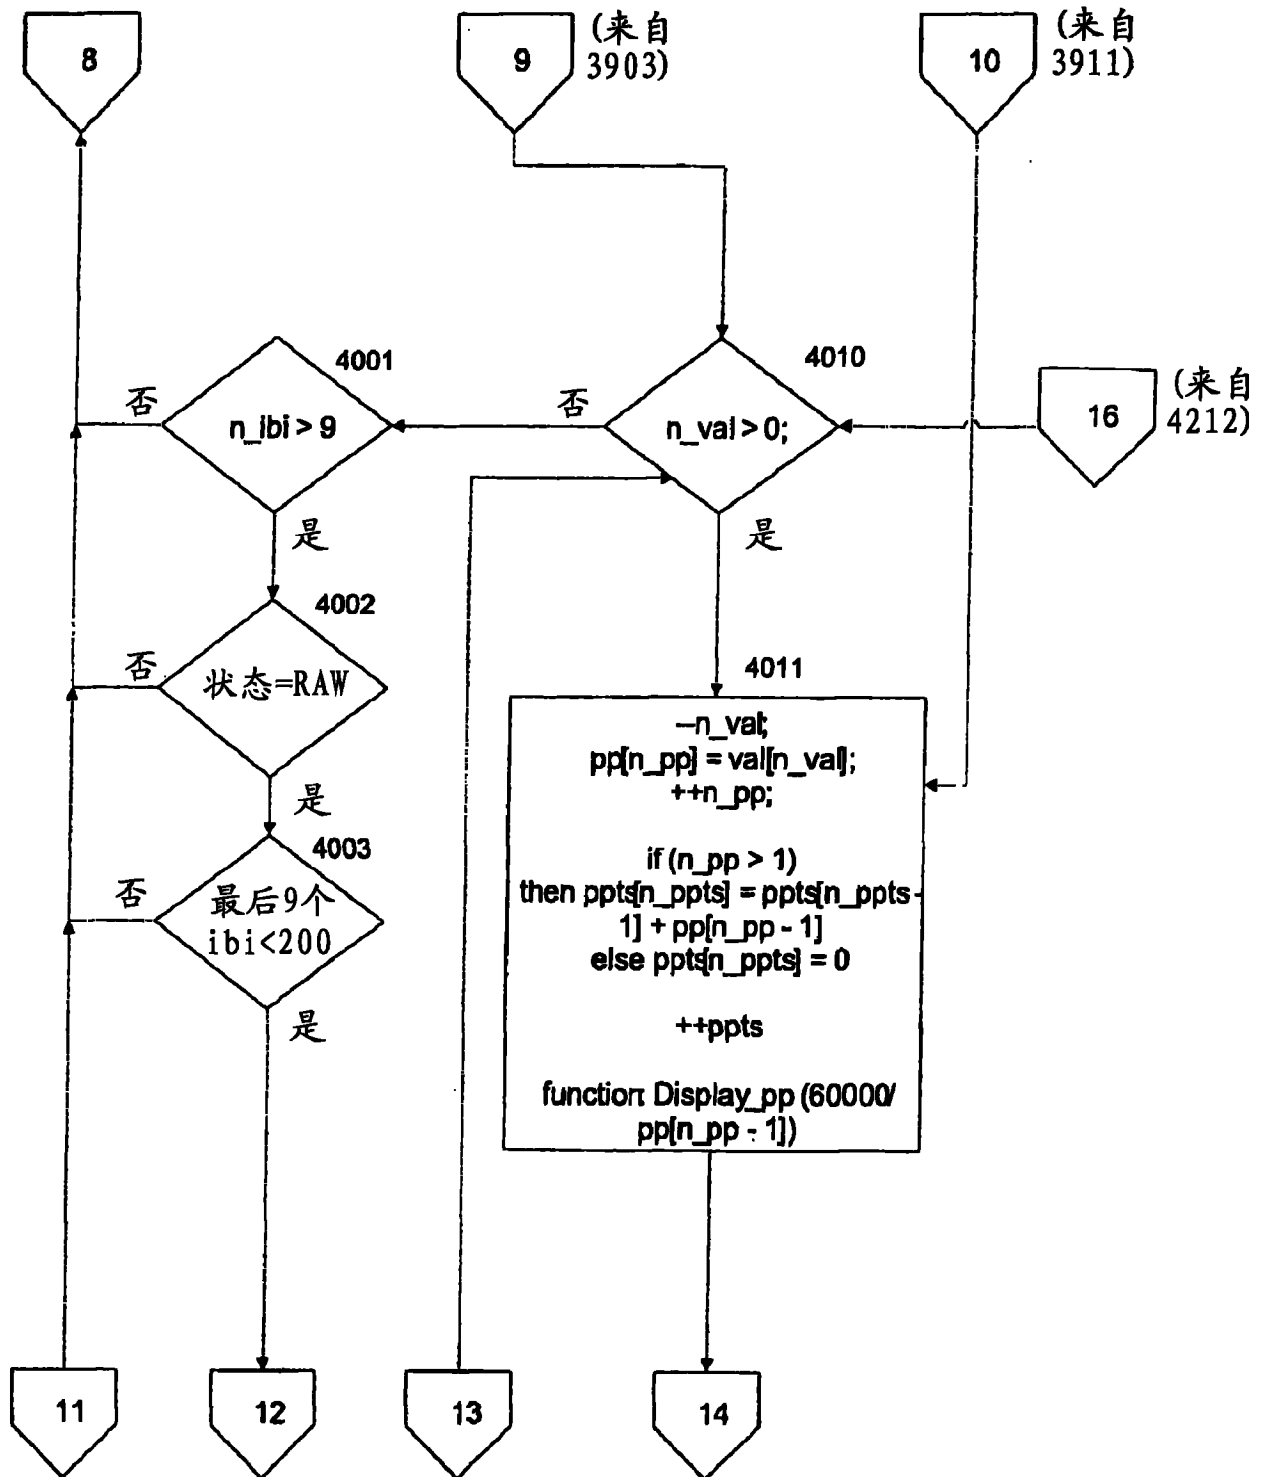 8
9
(来自
3903)
10
(来自
3911)
4001
否
n_ibi > 9
4010
否
n_val > 0;
16
(来自
4212)
是
是
4002
否
状态=RAW
是
4003
否
最后9个
ibi<200
是
4011
--n_val;
pp[n_pp] = val[n_val];
++n_pp;
if (n_pp > 1)
then ppts[n_ppts] = ppts[n_ppts -
1] + pp[n_pp - 1]
else ppts[n_ppts] = 0
++ppts
function: Display_pp (60000/
pp[n_pp - 1])
11
12
13
14